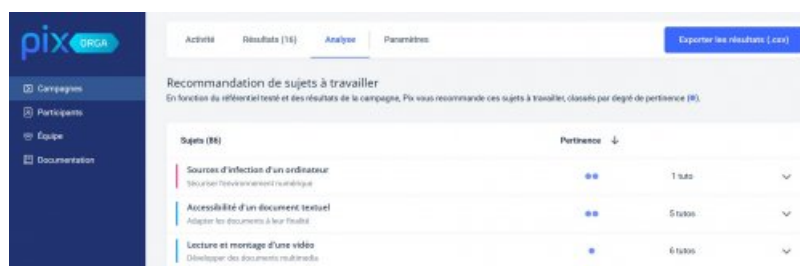 pix ORGA
Activité Résultats (16) Analyse Paramètres Exporter les résultats (.csv)
Campagnes
Participants
Équipe
Documentation
Recommandation de sujets à travailler
En fonction du référentiel testé et des résultats de la campagne, Pix vous recommande ces sujets à travailler, classés par degré de pertinence ( ).
Sujets (86) Pertinence
Sources d'infection d'un ordinateur 1 tuto
Sécuriser l'environnement numérique
Accessibilité d'un document textuel 5 tutos
Adapter les documents à leur finalité
Lecture et montage d'une vidéo 6 tutos
Développer des documents multimedia